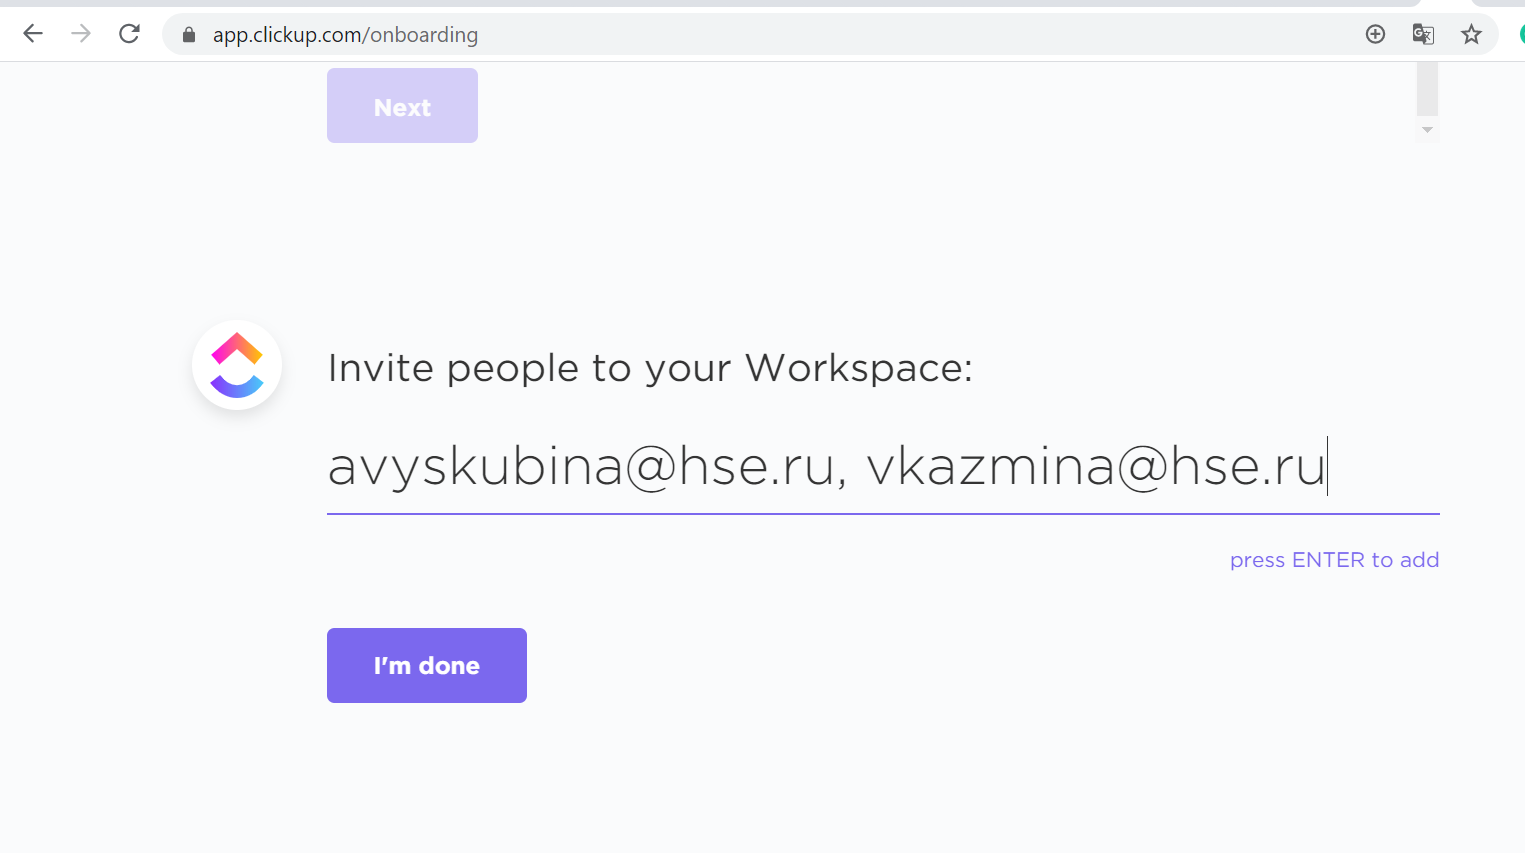 app.clickup.com/onboarding
Next
Invite people to your Workspace:
avyskubina@hse.ru, vkazmina@hse.ru
press ENTER to add
I'm done